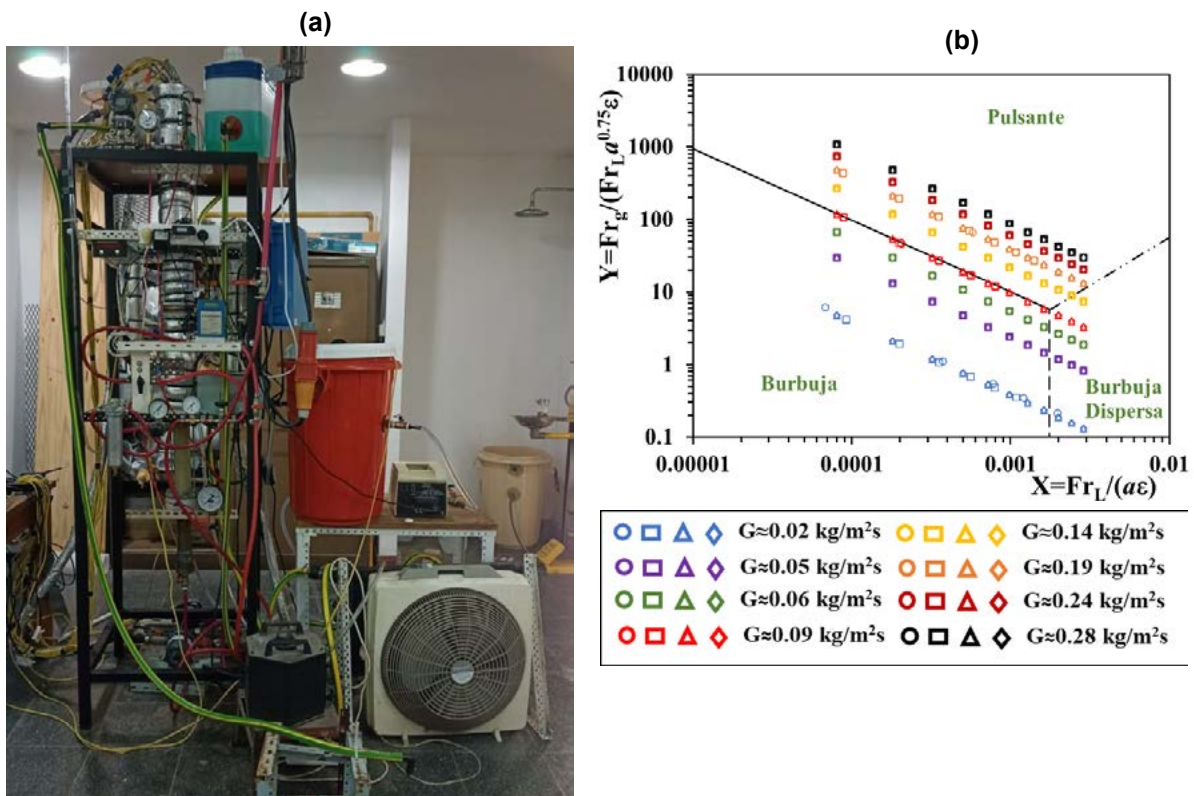 (a)
(b)
Y=Fr_g/(Fr_L a^0.75ε)
10000
1000
100
10
1
0.1
Pulsante
Burbuja
Burbuja
Dispersa
0.00001
0.0001
0.001
0.01
X=Fr_L/(aε)
G≈0.02 kg/m²s
G≈0.14 kg/m²s
G≈0.05 kg/m²s
G≈0.19 kg/m²s
G≈0.06 kg/m²s
G≈0.24 kg/m²s
G≈0.09 kg/m²s
G≈0.28 kg/m²s